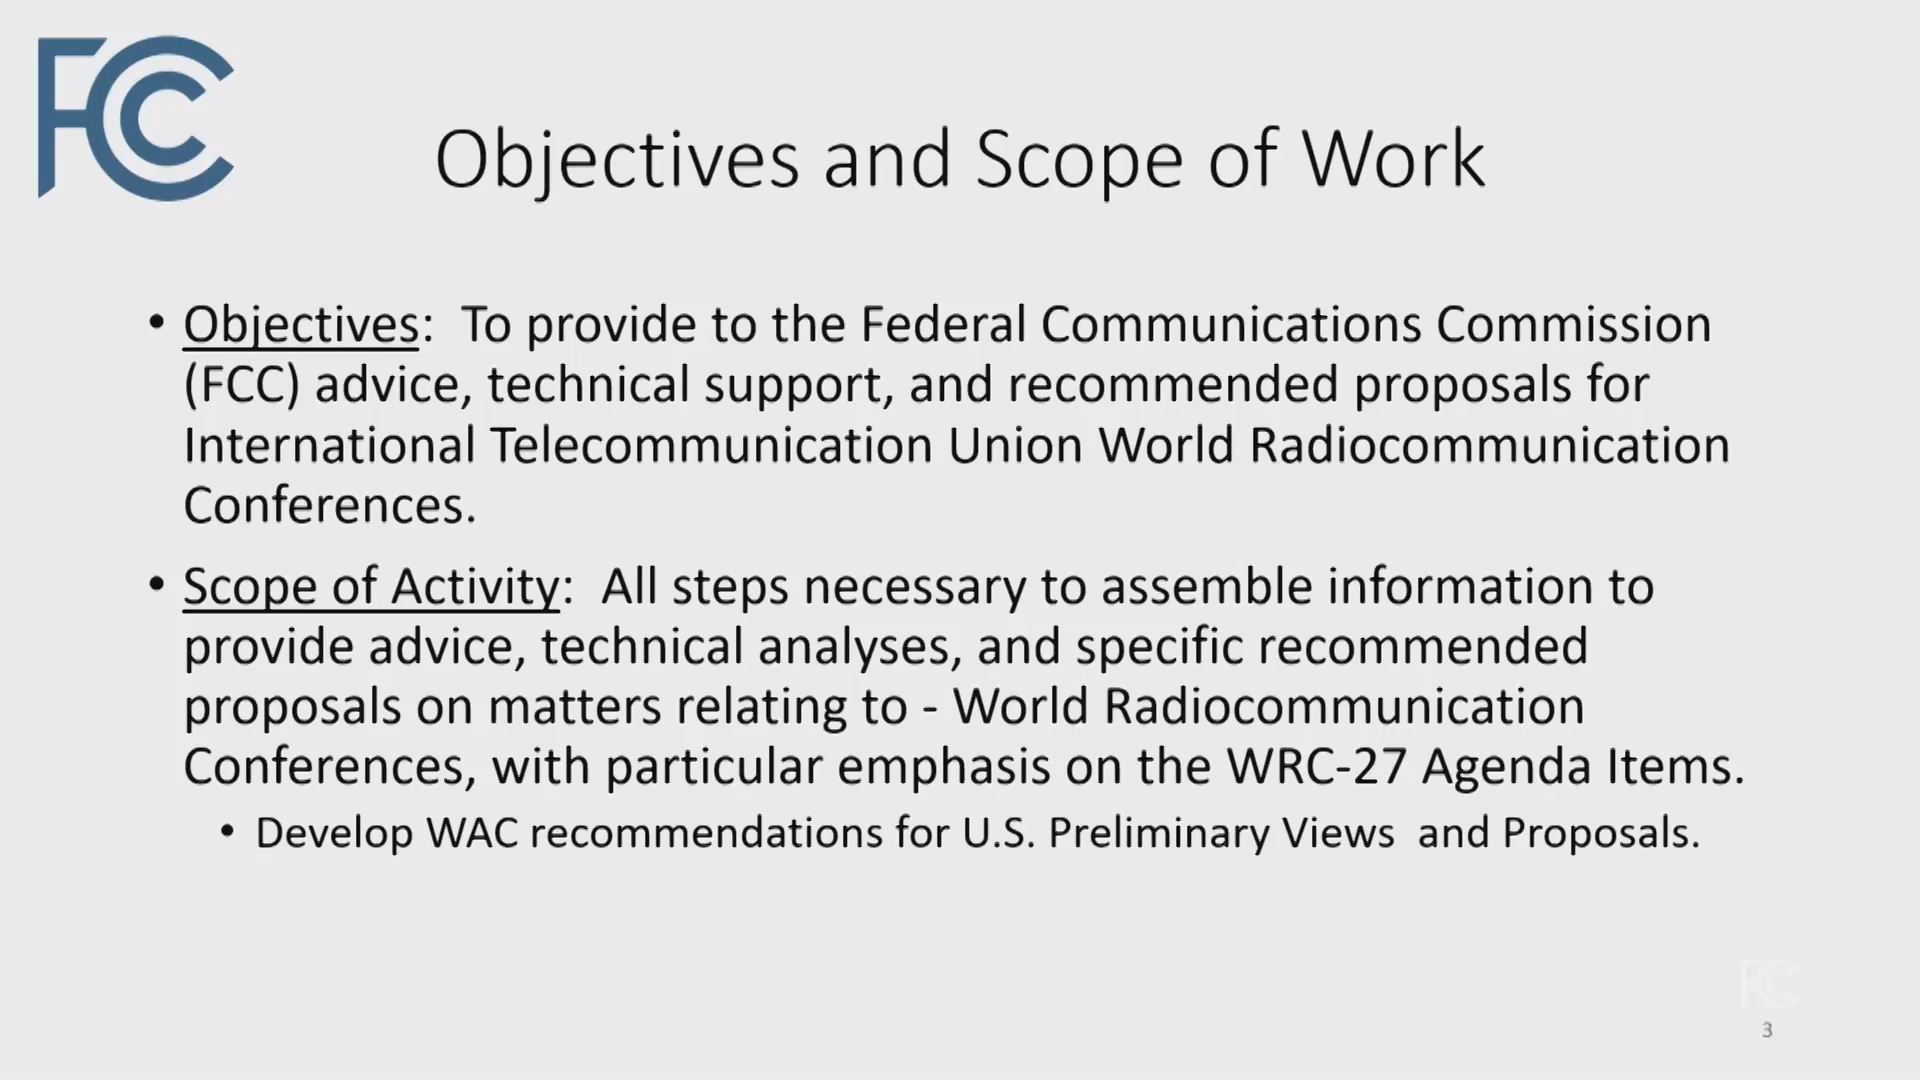 FCC
Objectives and Scope of Work
• Objectives:  To provide to the Federal Communications Commission
(FCC) advice, technical support, and recommended proposals for
International Telecommunication Union World Radiocommunication
Conferences.
• Scope of Activity:  All steps necessary to assemble information to
provide advice, technical analyses, and specific recommended
proposals on matters relating to - World Radiocommunication
Conferences, with particular emphasis on the WRC-27 Agenda Items.
• Develop WAC recommendations for U.S. Preliminary Views  and Proposals.
FCC
3